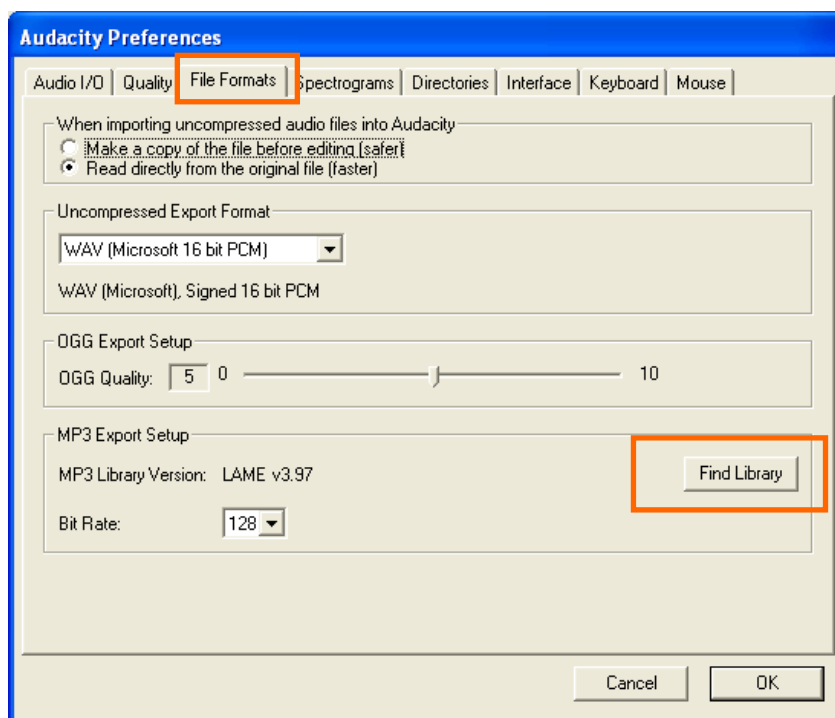 Audacity Preferences
Audio I/O Quality File Formats Spectrograms Directories Interface Keyboard Mouse
When importing uncompressed audio files into Audacity
Make a copy of the file before editing (safer)
Read directly from the original file (faster)
Uncompressed Export Format
WAV (Microsoft 16 bit PCM)
WAV (Microsoft), Signed 16 bit PCM
OGG Export Setup
OGG Quality: 5 0 10
MP3 Export Setup
MP3 Library Version: LAME v3.97 Find Library
Bit Rate: 128
Cancel OK